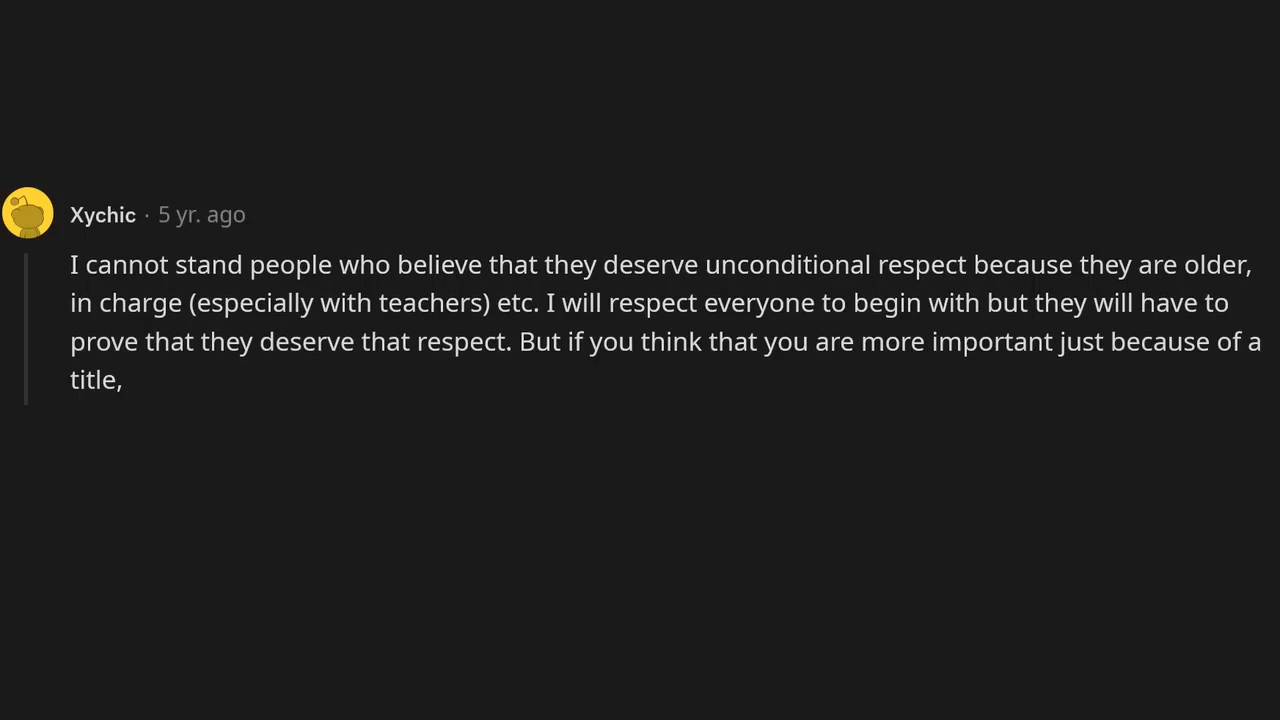 Xychic · 5 yr. ago
I cannot stand people who believe that they deserve unconditional respect because they are older,
in charge (especially with teachers) etc. I will respect everyone to begin with but they will have to
prove that they deserve that respect. But if you think that you are more important just because of a
title,